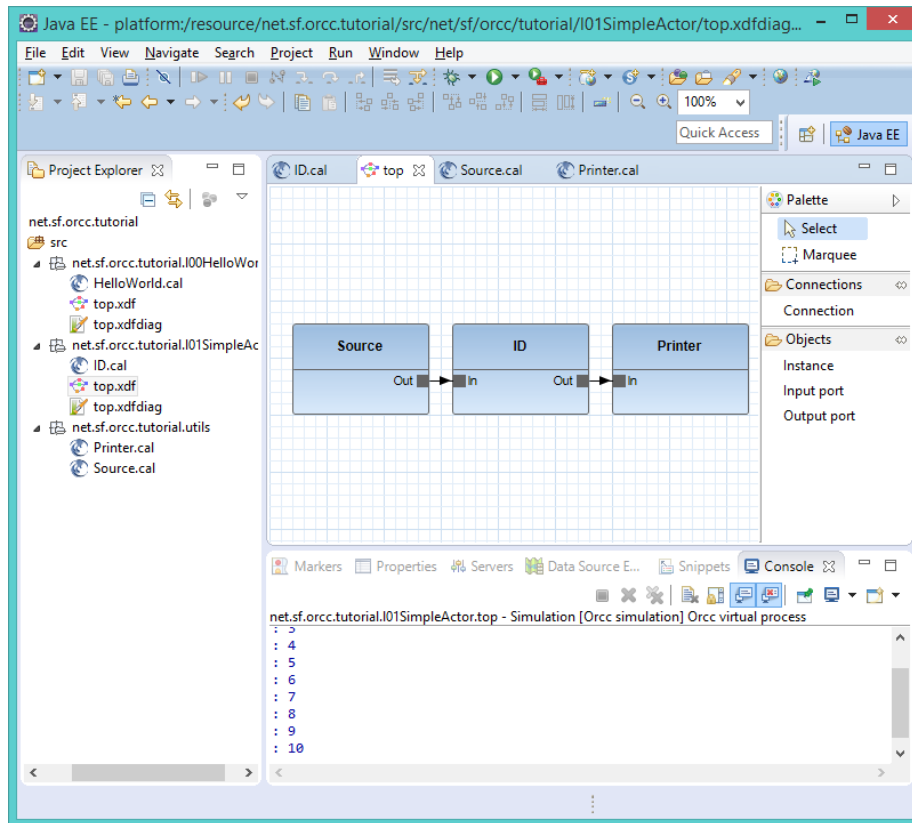 Java EE - platform:/resource/net.sf.orcc.tutorial/src/net/sf/orcc/tutorial/I01SimpleActor/top.xdfdiag...
File Edit View Navigate Search Project Run Window Help
100%
Quick Access
Java EE
Project Explorer
net.sf.orcc.tutorial
src
net.sf.orcc.tutorial.I00HelloWor
HelloWorld.cal
top.xdf
top.xdfdiag
net.sf.orcc.tutorial.I01SimpleAc
ID.cal
top.xdf
top.xdfdiag
net.sf.orcc.tutorial.utils
Printer.cal
Source.cal
ID.cal top Source.cal Printer.cal
Source ID Printer
Out In Out In
Palette
Select
Marquee
Connections
Connection
Objects
Instance
Input port
Output port
Markers Properties Servers Data Source E... Snippets Console
net.sf.orcc.tutorial.I01SimpleActor.top - Simulation [Orcc simulation] Orcc virtual process
: 3
: 4
: 5
: 6
: 7
: 8
: 9
: 10